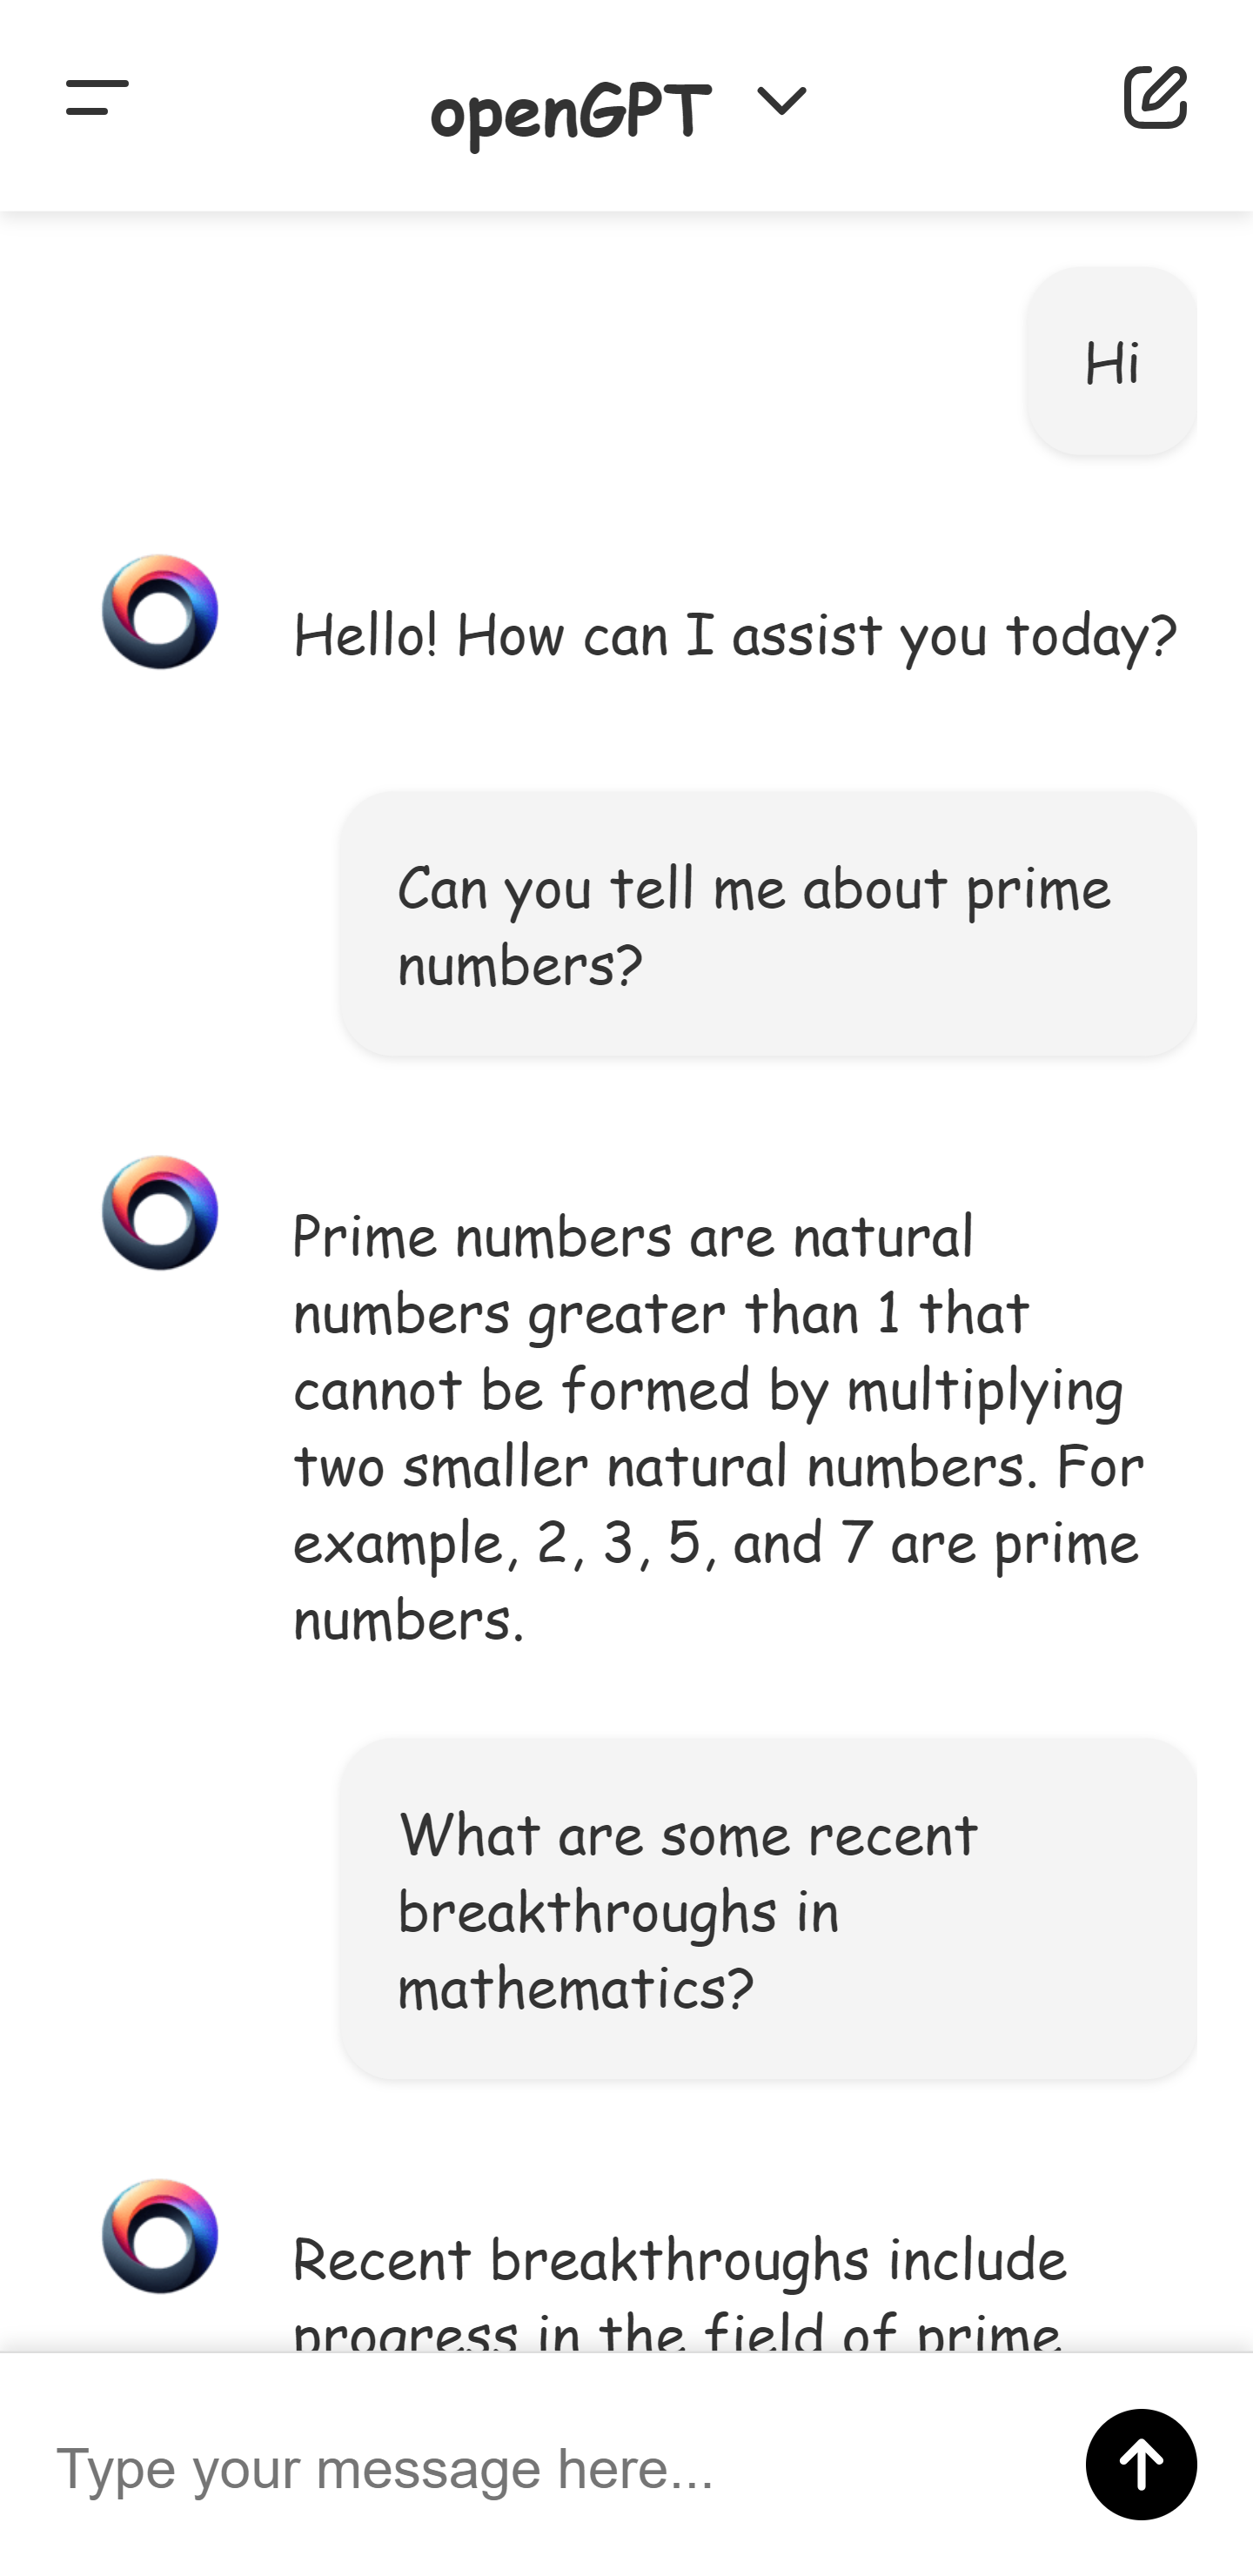 openGPT
Hi
Hello! How can I assist you today?
Can you tell me about prime
numbers?
Prime numbers are natural
numbers greater than 1 that
cannot be formed by multiplying
two smaller natural numbers. For
example, 2, 3, 5, and 7 are prime
numbers.
What are some recent
breakthroughs in
mathematics?
Recent breakthroughs include
progress in the field of prime
Type your message here...